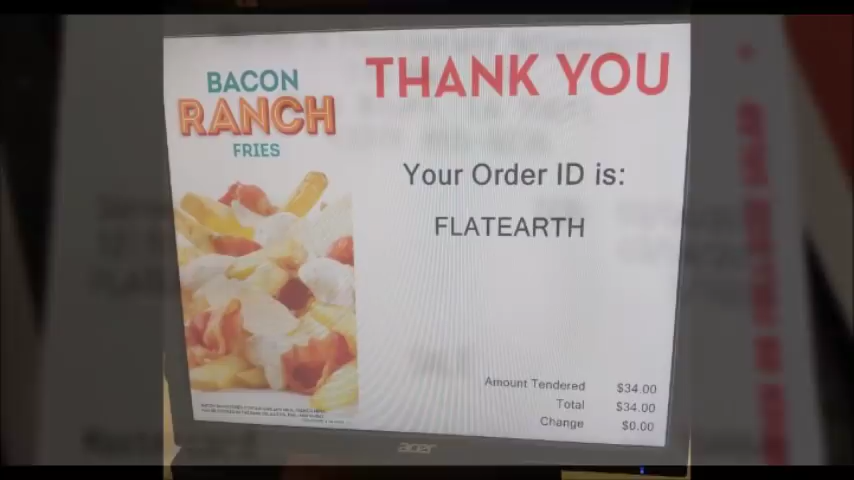 BACON
RANCH
FRIES
THANK YOU
Your Order ID is:
FLATEARTH
Amount Tendered $34.00
Total $34.00
Change $0.00
acer